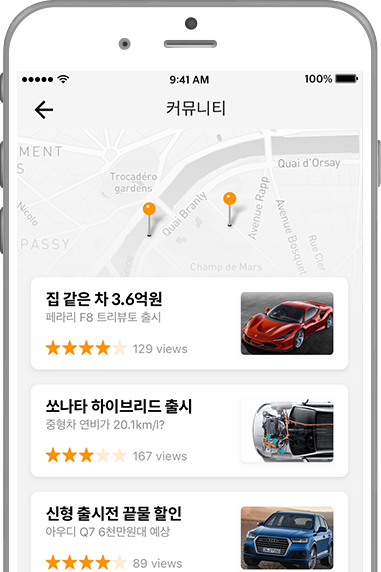 9:41 AM
100%
커뮤니티
MENT
S
Trocadéro
gardens
Quai d'Orsay
Quai Branly
Avenue Rapp
Avenue Bosquet
Rue Cler
Nicolo
PASSY
Champ de Mars
집 같은 차 3.6억원
페라리 F8 트리뷰토 출시
129 views
쏘나타 하이브리드 출시
중형차 연비가 20.1km/l?
167 views
신형 출시전 끝물 할인
아우디 Q7 6천만원대 예상
89 views